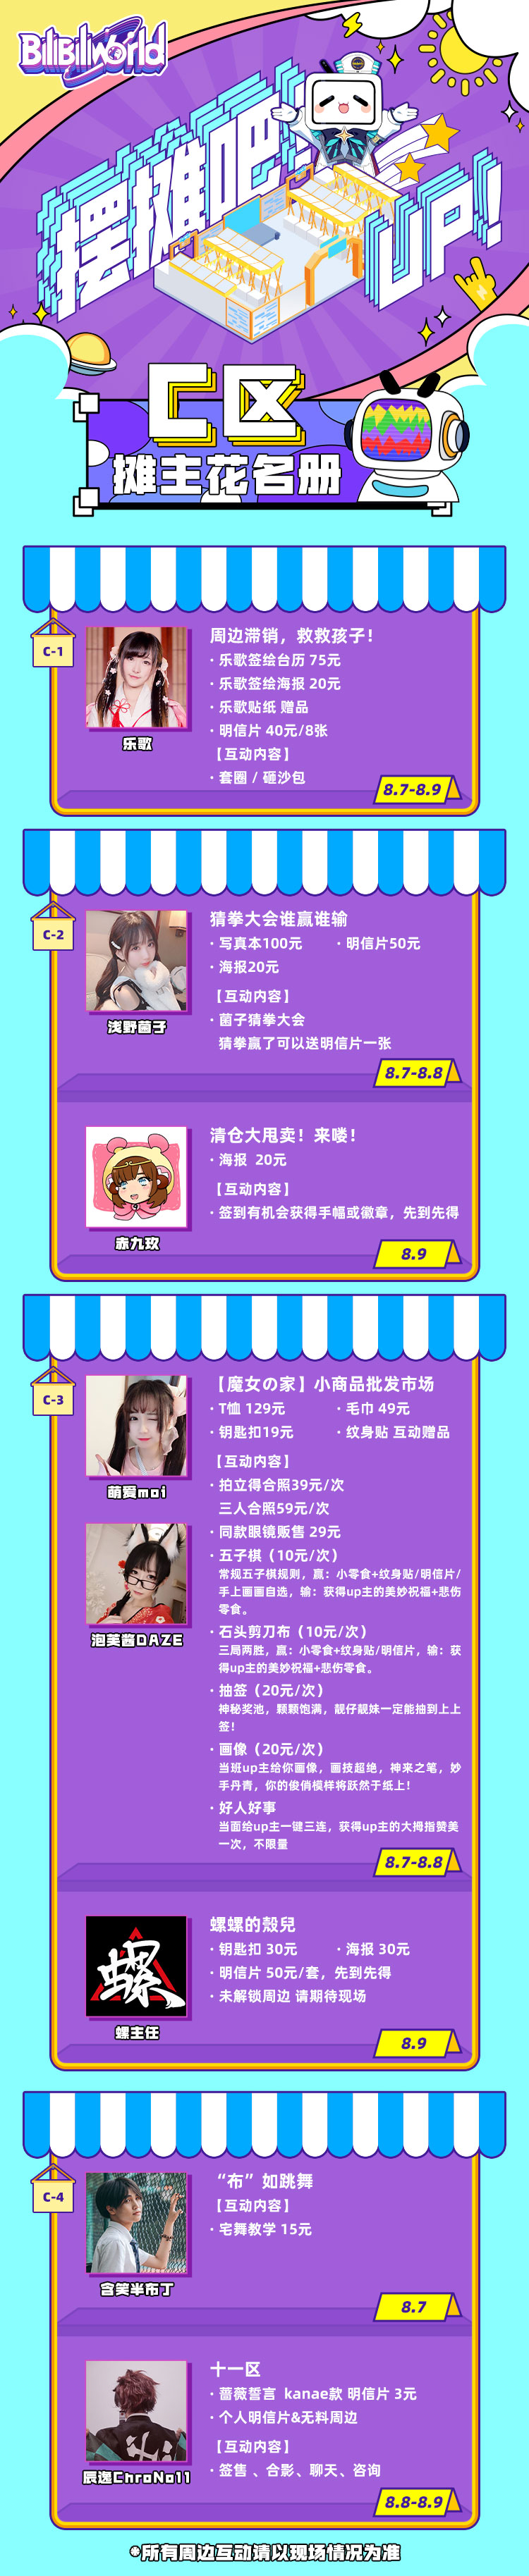 BiliBiliWorld
摆摊吧!
UP!
C区
摊主花名册
C-1
乐歌
周边滞销，救救孩子！
· 乐歌签绘台历 75元
· 乐歌签绘海报 20元
· 乐歌贴纸 赠品
· 明信片 40元/8张
【互动内容】
· 套圈 / 砸沙包
8.7-8.9
C-2
浅野菌子
猜拳大会谁赢谁输
· 写真本100元 · 明信片50元
· 海报20元
【互动内容】
· 菌子猜拳大会
猜拳赢了可以送明信片一张
8.7-8.8
赤九玖
清仓大甩卖！来喽！
· 海报 20元
【互动内容】
· 签到有机会获得手幅或徽章，先到先得
8.9
C-3
萌爱moi
泡芙酱DAZE
【魔女の家】小商品批发市场
· T恤 129元 · 毛巾 49元
· 钥匙扣19元 · 纹身贴 互动赠品
【互动内容】
· 拍立得合照39元/次
三人合照59元/次
· 同款眼镜贩售 29元
· 五子棋（10元/次）
常规五子棋规则，赢：小零食+纹身贴/明信片/
手上画画自选，输：获得up主的美妙祝福+悲伤
零食。
· 石头剪刀布（10元/次）
三局两胜，赢：小零食+纹身贴/明信片，输：获
得up主的美妙祝福+悲伤零食。
· 抽签（20元/次）
神秘奖池，颗颗饱满，靓仔靓妹一定能抽到上上
签！
· 画像（20元/次）
当班up主给你画像，画技超绝，神来之笔，妙
手丹青，你的俊俏模样将跃然于纸上！
· 好人好事
当面给up主一键三连，获得up主的大拇指赞美
一次，不限量
8.7-8.8
螺
螺主任
螺螺的殻兒
· 钥匙扣 30元 · 海报 30元
· 明信片 50元/套，先到先得
· 未解锁周边 请期待现场
8.9
C-4
含笑半布丁
“布”如跳舞
【互动内容】
· 宅舞教学 15元
8.7
辰逸ChroNo11
十一区
· 蔷薇誓言 kanae款 明信片 3元
· 个人明信片&无料周边
【互动内容】
· 签售 、合影、聊天、咨询
8.8-8.9
*所有周边互动请以现场情况为准